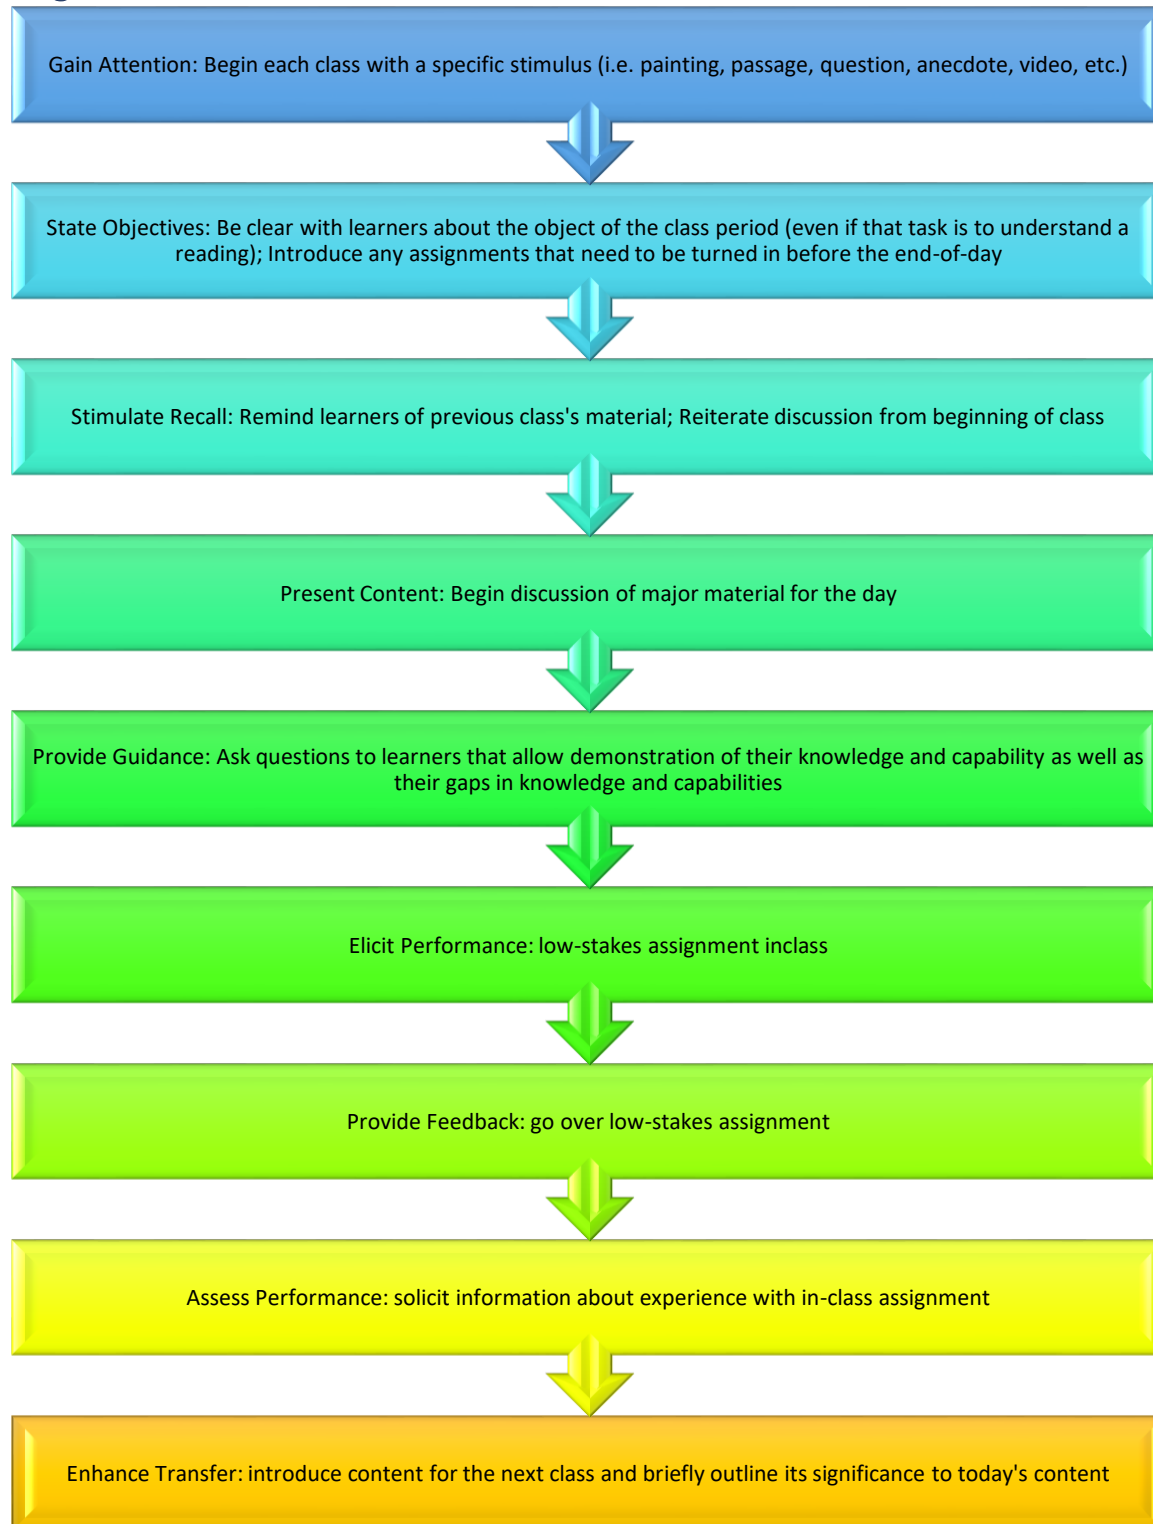 Gain Attention: Begin each class with a specific stimulus (i.e. painting, passage, question, anecdote, video, etc.)
State Objectives: Be clear with learners about the object of the class period (even if that task is to understand a
reading); Introduce any assignments that need to be turned in before the end-of-day
Stimulate Recall: Remind learners of previous class's material; Reiterate discussion from beginning of class
Present Content: Begin discussion of major material for the day
Provide Guidance: Ask questions to learners that allow demonstration of their knowledge and capability as well as
their gaps in knowledge and capabilities
Elicit Performance: low-stakes assignment inclass
Provide Feedback: go over low-stakes assignment
Assess Performance: solicit information about experience with in-class assignment
Enhance Transfer: introduce content for the next class and briefly outline its significance to today's content